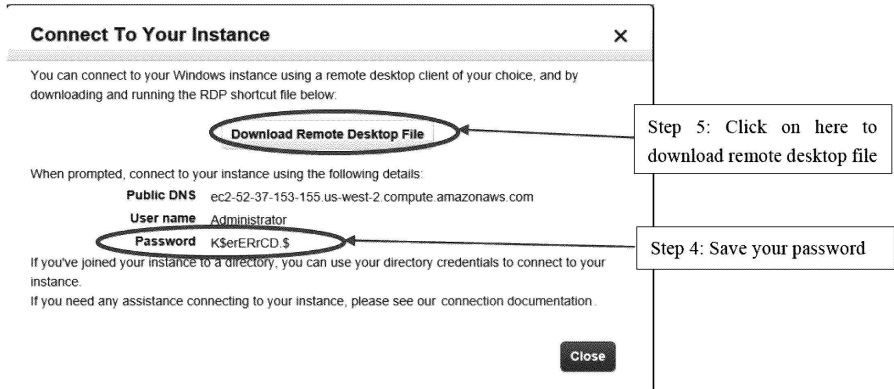 Connect To Your Instance
×
You can connect to your Windows instance using a remote desktop client of your choice, and by
downloading and running the RDP shortcut file below:
Download Remote Desktop File
Step 5: Click on here to
download remote desktop file
When prompted, connect to your instance using the following details:
Public DNS ec2-52-37-153-155.us-west-2.compute.amazonaws.com
User name Administrator
Password K$erERrCD.$
Step 4: Save your password
If you've joined your instance to a directory, you can use your directory credentials to connect to your
instance.
If you need any assistance connecting to your instance, please see our connection documentation.
Close